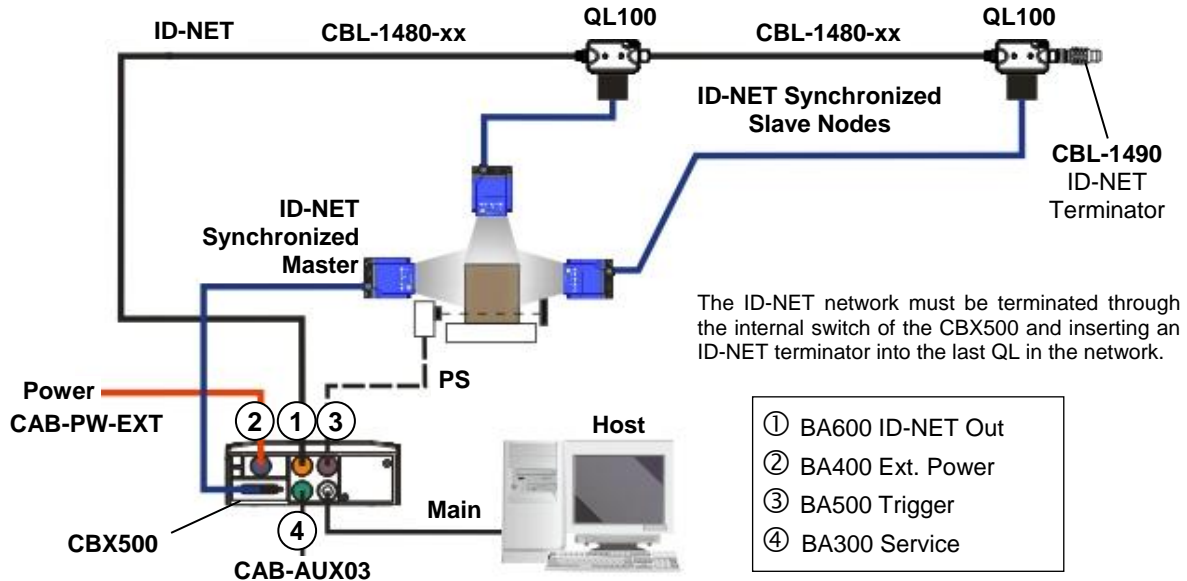 QL100
QL100
ID-NET
CBL-1480-xx
CBL-1480-xx
ID-NET Synchronized
Slave Nodes
CBL-1490
ID-NET
Terminator
ID-NET
Synchronized
Master
The ID-NET network must be terminated through
the internal switch of the CBX500 and inserting an
ID-NET terminator into the last QL in the network.
PS
Power
CAB-PW-EXT
2
1
3
Host
① BA600 ID-NET Out
② BA400 Ext. Power
③ BA500 Trigger
④ BA300 Service
Main
CBX500
4
CAB-AUX03